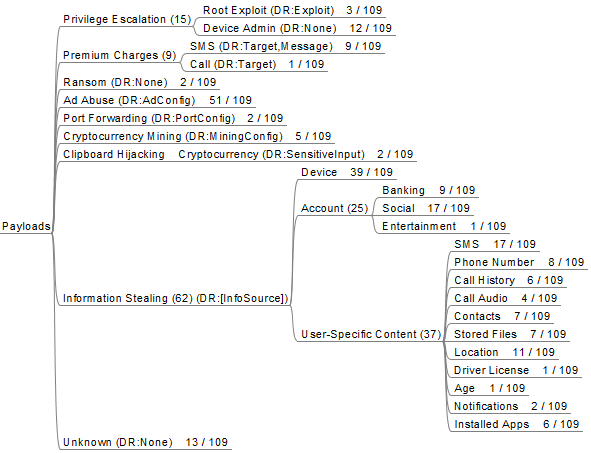 Privilege Escalation (15)
Root Exploit (DR:Exploit) 3 / 109
Device Admin (DR:None) 12 / 109
Premium Charges (9)
SMS (DR:Target,Message) 9 / 109
Call (DR:Target) 1 / 109
Ransom (DR:None) 2 / 109
Ad Abuse (DR:AdConfig) 51 / 109
Port Forwarding (DR:PortConfig) 2 / 109
Cryptocurrency Mining (DR:MiningConfig) 5 / 109
Clipboard Hijacking Cryptocurrency (DR:SensitiveInput) 2 / 109
Payloads
Information Stealing (62) (DR:[InfoSource])
Device 39 / 109
Account (25)
Banking 9 / 109
Social 17 / 109
Entertainment 1 / 109
User-Specific Content (37)
SMS 17 / 109
Phone Number 8 / 109
Call History 6 / 109
Call Audio 4 / 109
Contacts 7 / 109
Stored Files 7 / 109
Location 11 / 109
Driver License 1 / 109
Age 1 / 109
Notifications 2 / 109
Installed Apps 6 / 109
Unknown (DR:None) 13 / 109